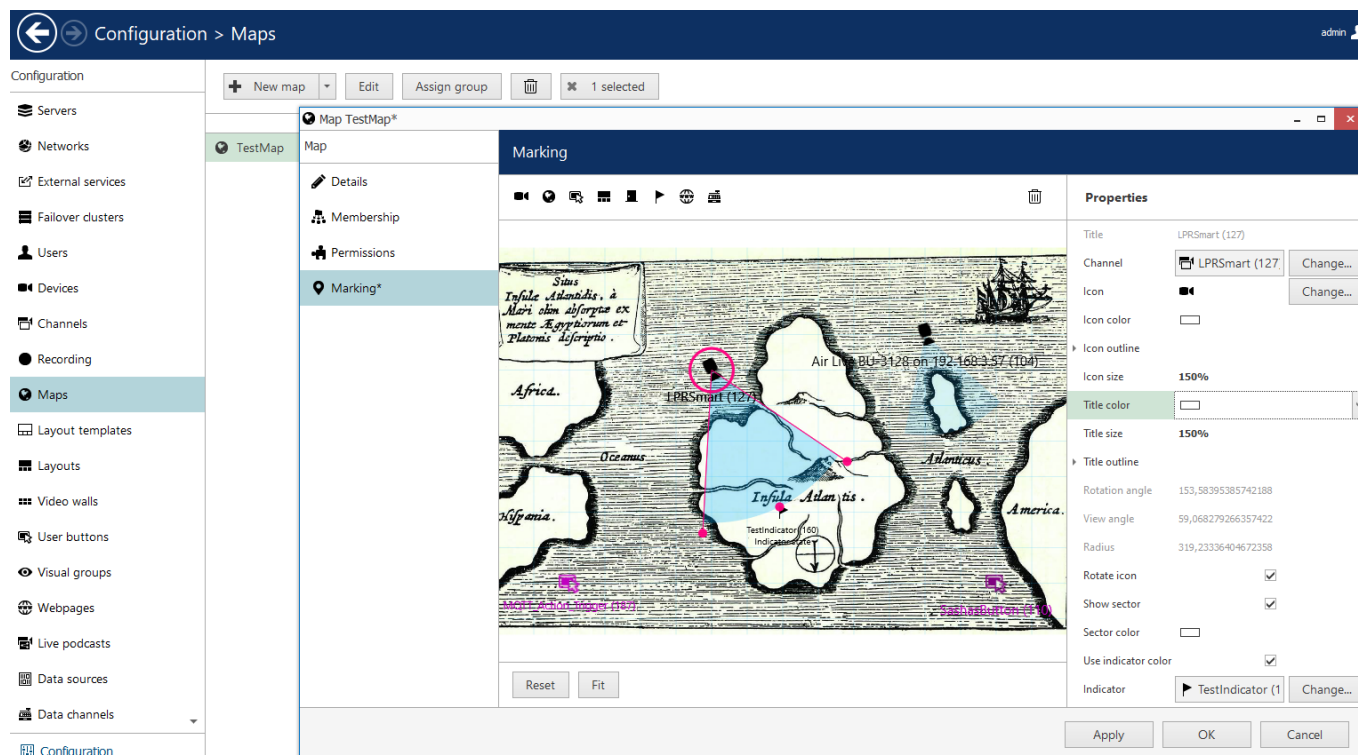 Configuration > Maps
admin
Configuration
Servers
Networks
External services
Failover clusters
Users
Devices
Channels
Recording
Maps
Layout templates
Layouts
Video walls
User buttons
Visual groups
Webpages
Live podcasts
Data sources
Data channels
Configuration
New map
Edit
Assign group
1 selected
TestMap
Map TestMap*
Map
Details
Membership
Permissions
Marking*
Marking
Situs
Insulæ Atlantidis, à
Mari olim absorptæ ex
mente Ægyptiorum et
Platonis descriptio.
Africa.
Oceanus
Hispania.
Insula Atlantis.
Atlanticus.
America.
LPRSmart (127)
Air Live BU-3128 on 192.168.3.57 (104)
TestIndicator (160)
Indicator state
MQTT Action Trigger (187)
SashasButton (110)
Reset
Fit
Properties
Title LPRSmart (127)
Channel LPRSmart (127 Change...
Icon Change...
Icon color
Icon outline
Icon size 150%
Title color
Title size 150%
Title outline
Rotation angle 153,58395385742188
View angle 59,068279266357422
Radius 319,23336404672358
Rotate icon
Show sector
Sector color
Use indicator color
Indicator TestIndicator (1 Change...
Apply
OK
Cancel